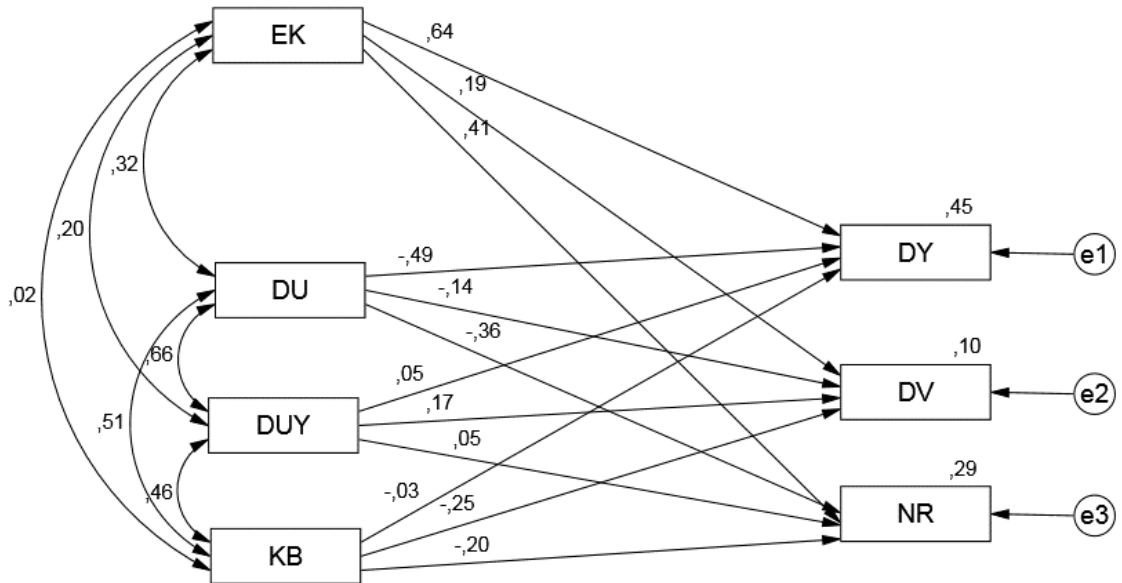 EK
,64
,19
,41
,32
,20
,02
,45
DY
e1
DU
-,49
-,14
-,36
,66
,10
DV
e2
,05
,17
DUY
,51
,05
,46
,29
NR
e3
-,03
-,25
KB
-,20